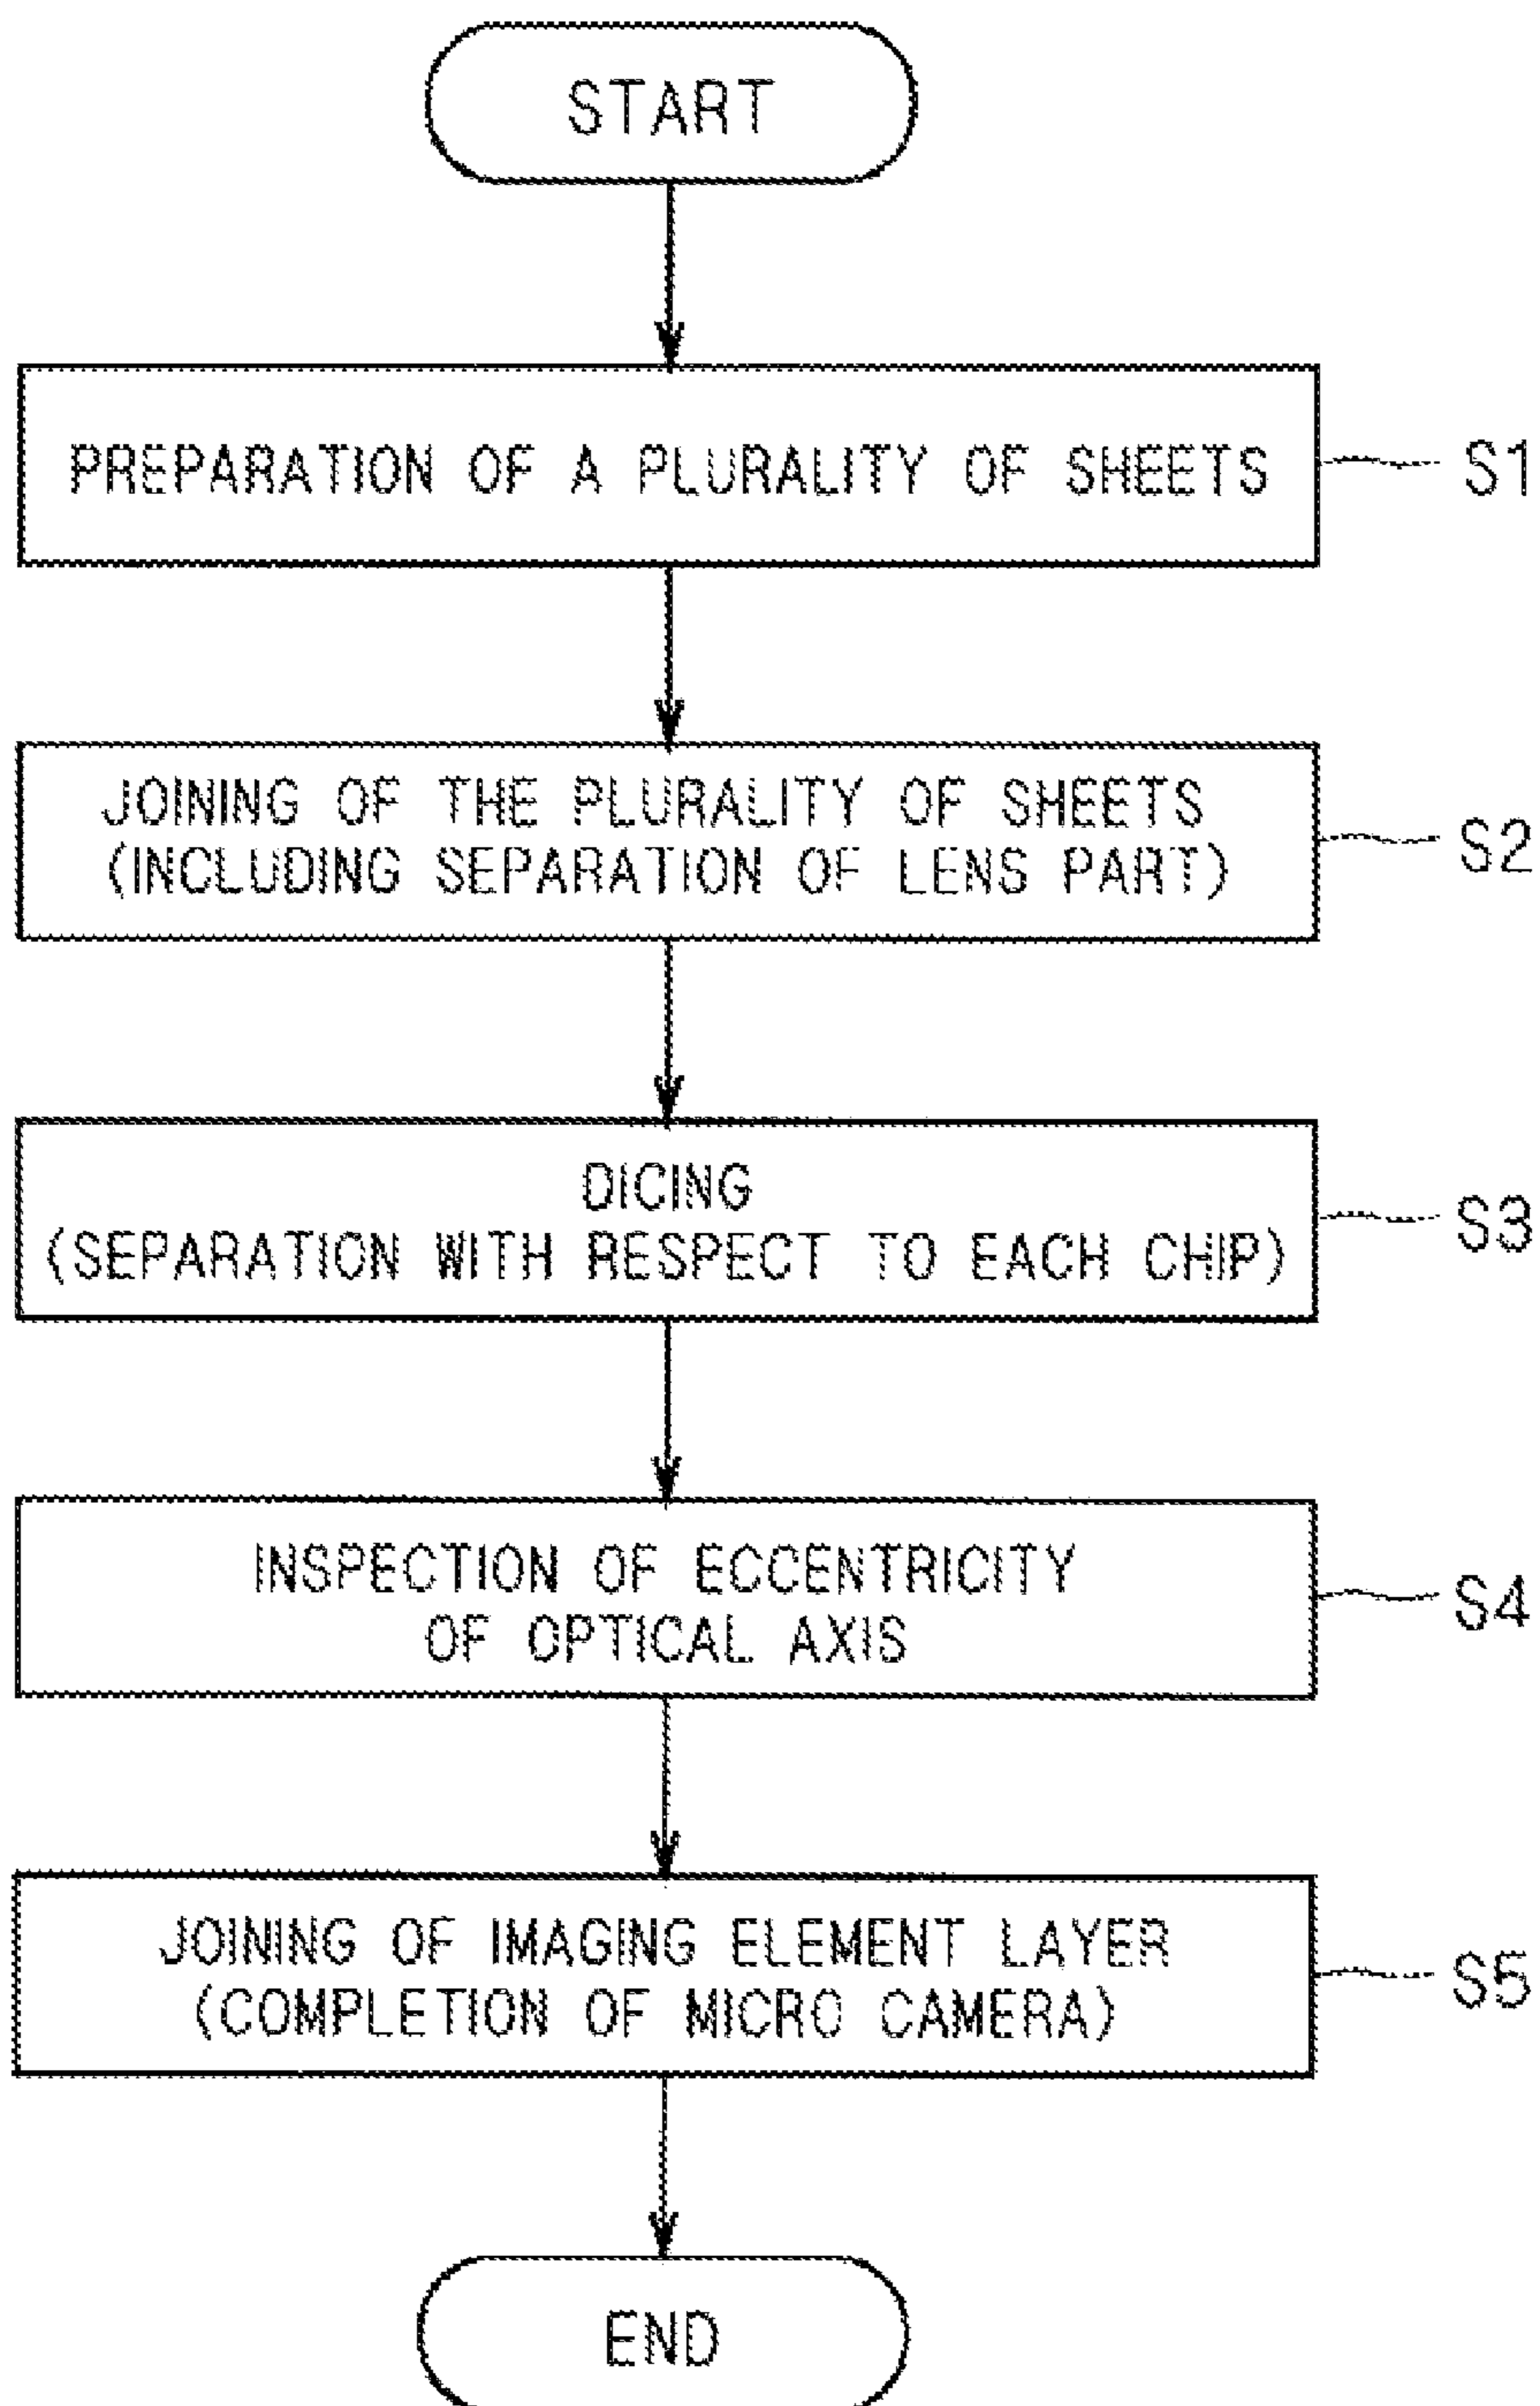 START
PREPARATION OF A PLURALITY OF SHEETS
S1
JOINING OF THE PLURALITY OF SHEETS
(INCLUDING SEPARATION OF LENS PART)
S2
DICING
(SEPARATION WITH RESPECT TO EACH CHIP)
S3
INSPECTION OF ECCENTRICITY
OF OPTICAL AXIS
S4
JOINING OF IMAGING ELEMENT LAYER
(COMPLETION OF MICRO CAMERA)
S5
END